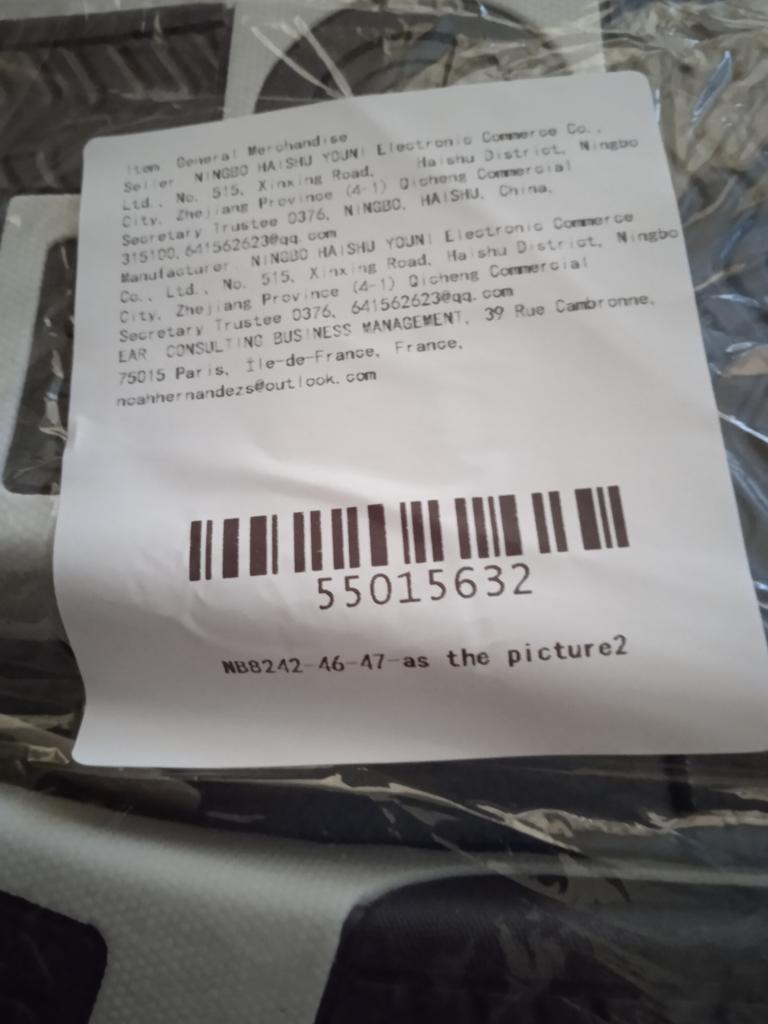 Item General Merchandise
Seller NINGBO HAISHU YOUNI Electronic Commerce Co.,
Ltd., No. 515, Xinxing Road, Haishu District, Ningbo
City, Zhejiang Province (4-1) Qicheng Commercial
Secretary Trustee 0376, NINGBO, HAISHU, China,
315100,641562623@qq.com
Manufacturer NINGBO HAISHU YOUNI Electronic Commerce
Co., Ltd., No. 515, Xinxing Road, Haishu District, Ningbo
City, Zhejiang Province (4-1) Qicheng Commercial
Secretary Trustee 0376, 641562623@qq.com
EAR CONSULTING BUSINESS MANAGEMENT, 39 Rue Cambronne,
75015 Paris, Île-de-France, France,
noahhernandezs@outlook.com
55015632
NB8242-46-47-as the picture2